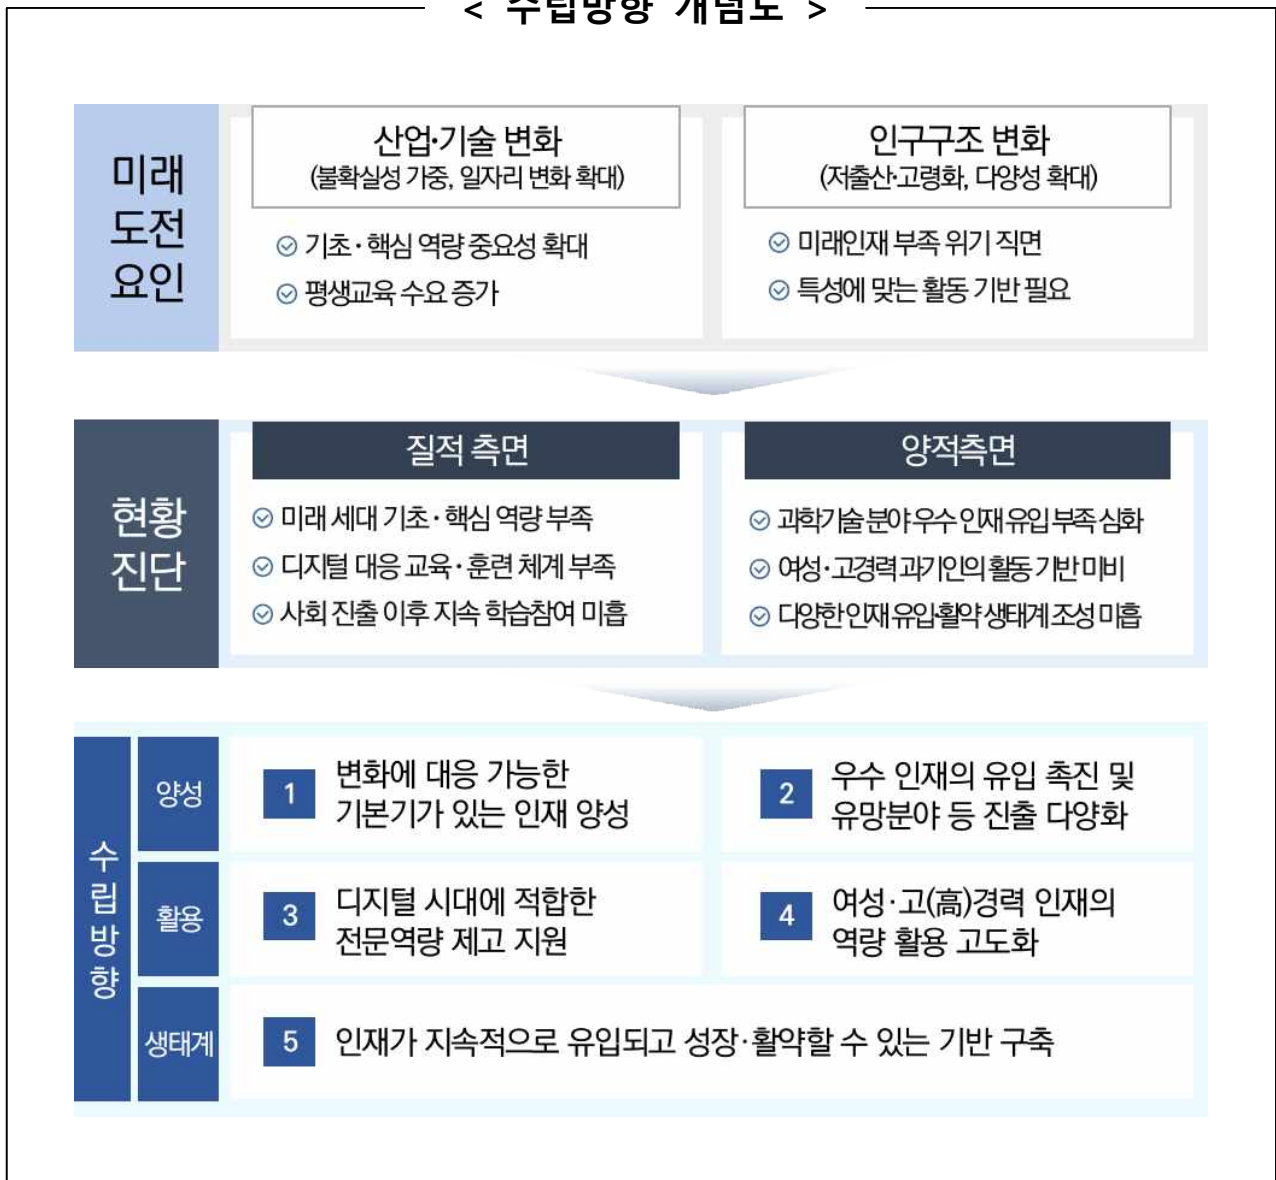 < 수립방향 개념도 >
미래
도전
요인
산업·기술 변화
(불확실성 가중, 일자리 변화 확대)
기초·핵심 역량 중요성 확대
평생교육 수요 증가
인구구조 변화
(저출산·고령화, 다양성 확대)
미래인재 부족 위기 직면
특성에 맞는 활동 기반 필요
현황
진단
질적 측면
미래 세대 기초·핵심 역량 부족
디지털 대응 교육·훈련 체계 부족
사회 진출 이후 지속 학습참여 미흡
양적측면
과학기술 분야 우수 인재 유입 부족 심화
여성·고경력 과기인의 활동 기반 미비
다양한 인재 유입·활약 생태계 조성 미흡
수립방향
양성
1 변화에 대응 가능한
기본기가 있는 인재 양성
2 우수 인재의 유입 촉진 및
유망분야 등 진출 다양화
활용
3 디지털 시대에 적합한
전문역량 제고 지원
4 여성·고(高)경력 인재의
역량 활용 고도화
생태계
5 인재가 지속적으로 유입되고 성장·활약할 수 있는 기반 구축